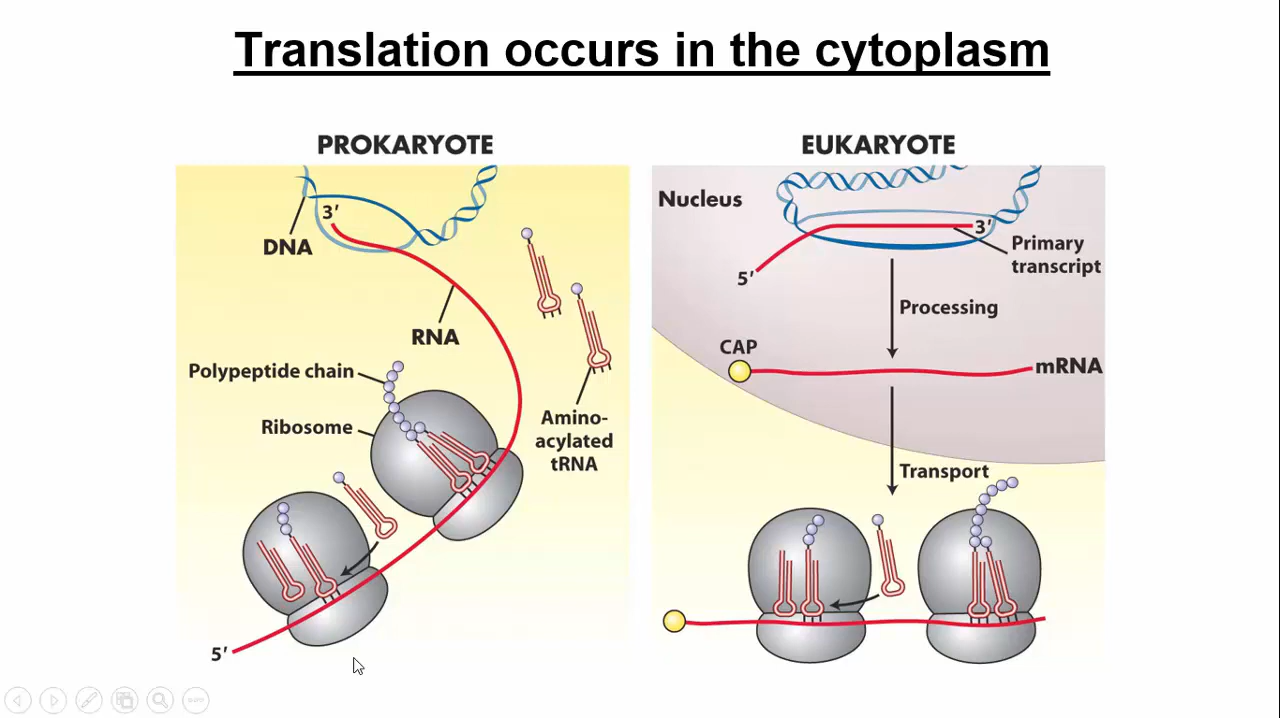 Translation occurs in the cytoplasm
PROKARYOTE
3′
DNA
RNA
Polypeptide chain
Ribosome
Amino-
acylated
tRNA
5′
EUKARYOTE
Nucleus
3′
Primary
transcript
5′
Processing
CAP
mRNA
Transport